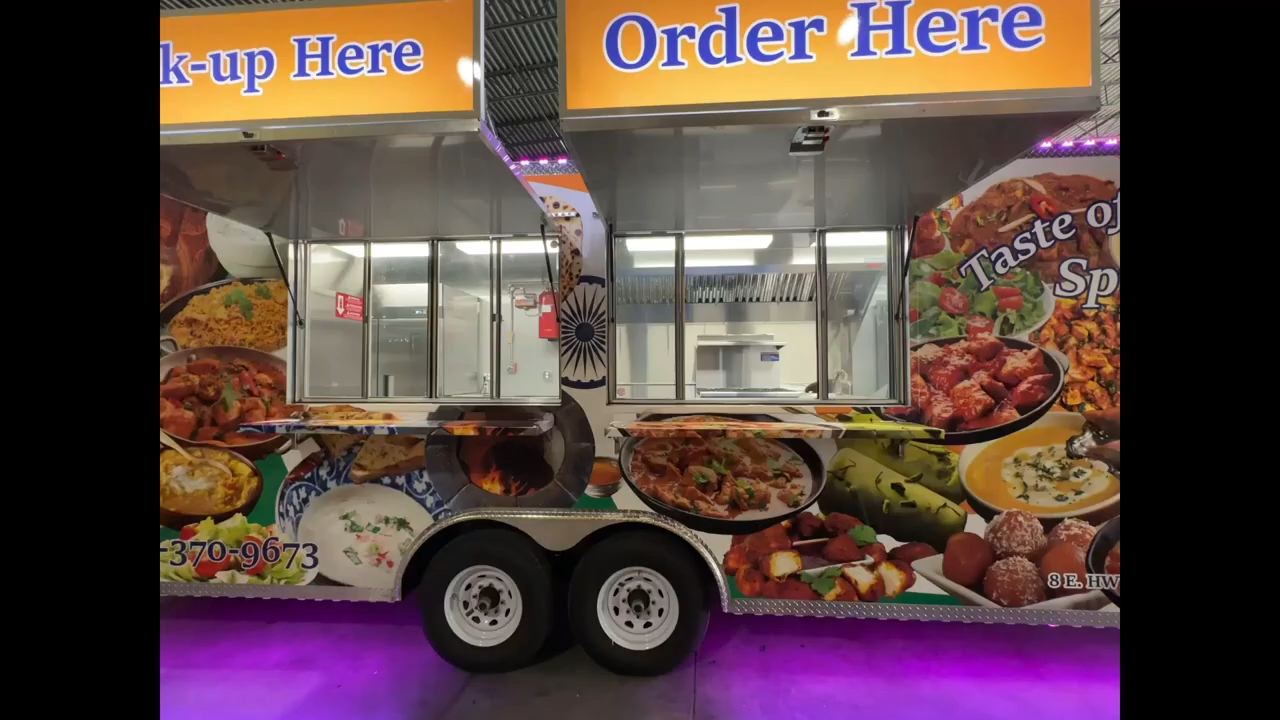 k-up Here
Order Here
Taste of
Sp
-370-9673
8 E. HW